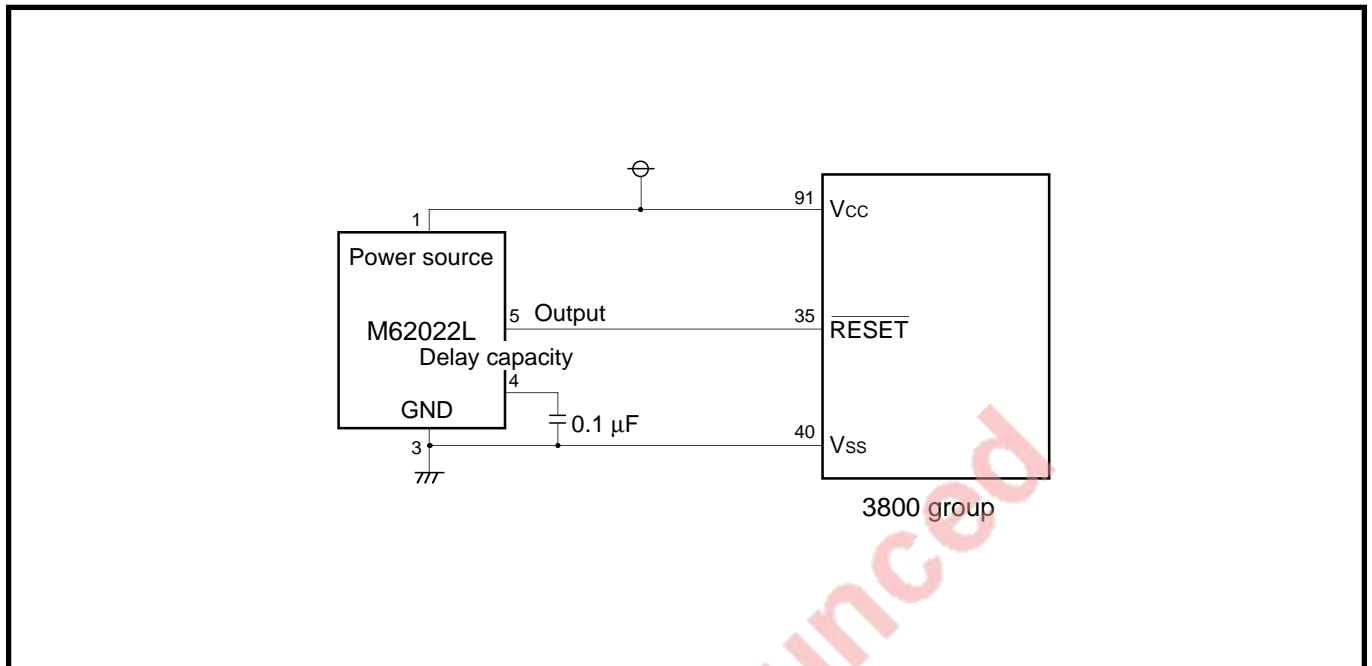 91 VCC
1
Power source
5 Output
35 RESET
M62022L
Delay capacity
4
GND
0.1 μF
40 VSS
3
3800 group
unced